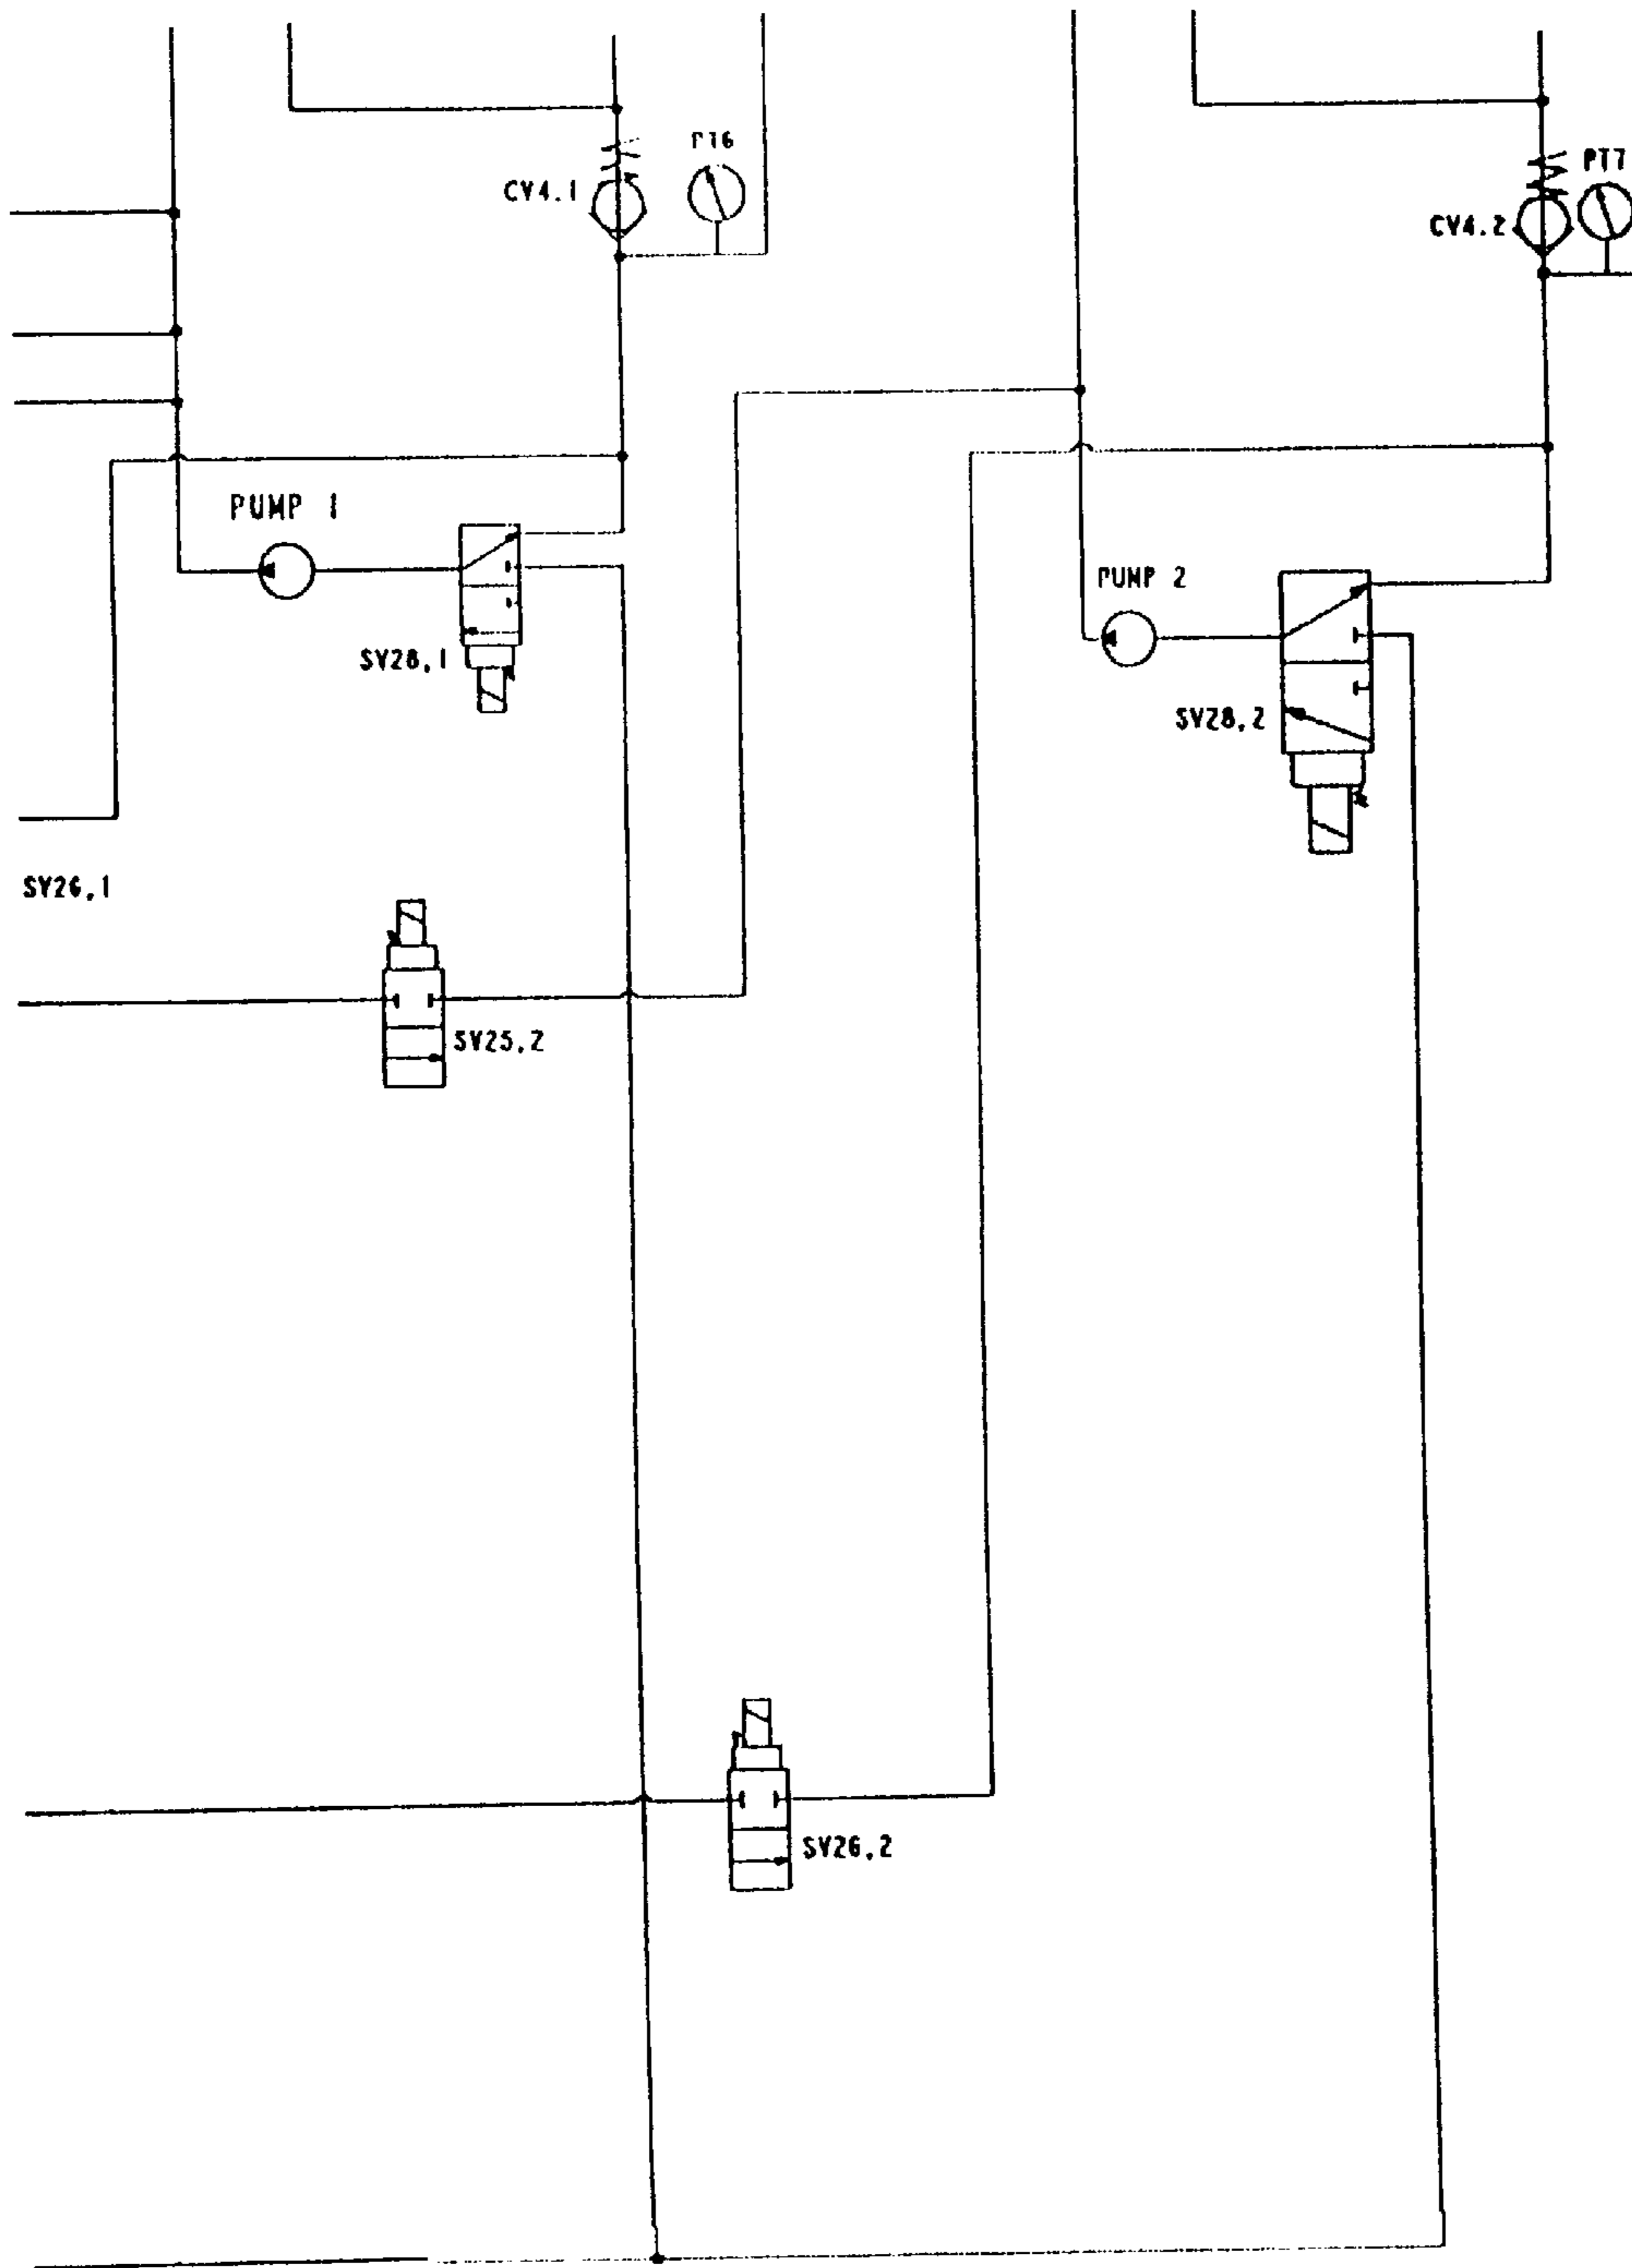 PT6
PT7
CV4.1
CV4.2
PUMP 1
PUMP 2
SV28,1
SV28,2
SV26,1
SV25,2
SV26,2